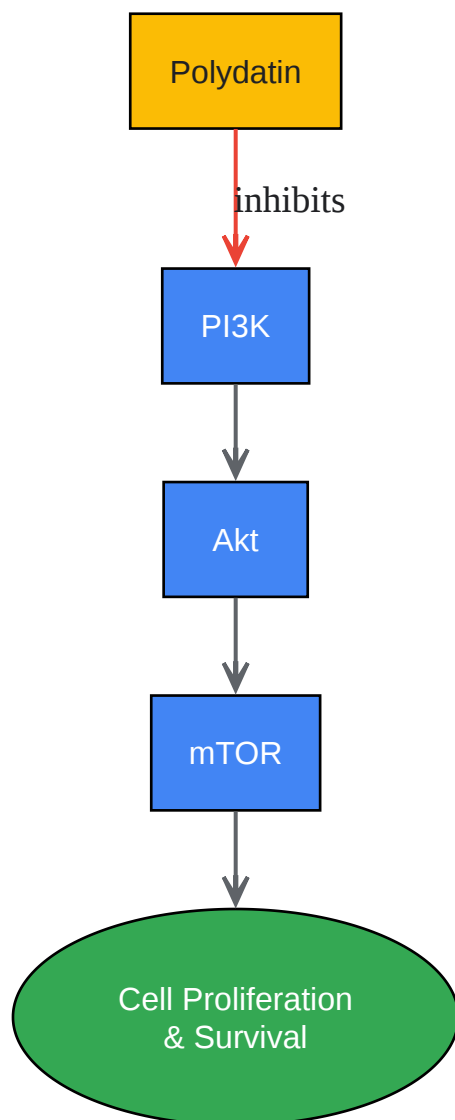 Polydatin
inhibits
PI3K
Akt
mTOR
Cell Proliferation
& Survival